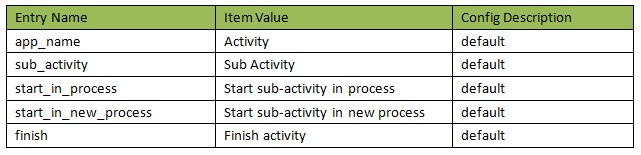 Entry Name Item Value Config Description
app_name Activity default
sub_activity Sub Activity default
start_in_process Start sub-activity in process default
start_in_new_process Start sub-activity in new process default
finish Finish activity default